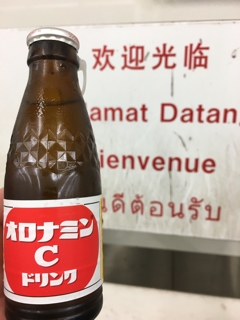 欢迎光临
amat Datan
ienvenue
นดีต้อนรับ
オロナミン
C
ドリンク